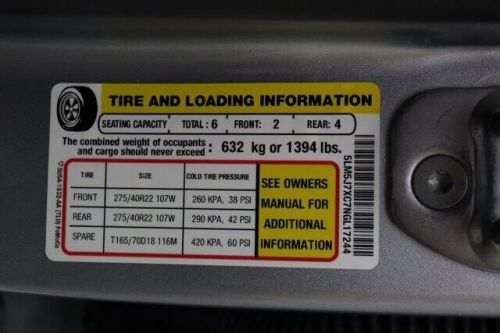 TIRE AND LOADING INFORMATION
SEATING CAPACITY TOTAL : 6 FRONT: 2 REAR: 4
The combined weight of occupants : 632 kg or 1394 lbs.
and cargo should never exceed
TIRE SIZE COLD TIRE PRESSURE
FRONT 275/40R22 107W 260 KPA, 38 PSI
REAR 275/40R22 107W 290 KPA, 42 PSI
SPARE T165/70D18 116M 420 KPA, 60 PSI
SEE OWNERS
MANUAL FOR
ADDITIONAL
INFORMATION
5LM5J7XC7NGL17244